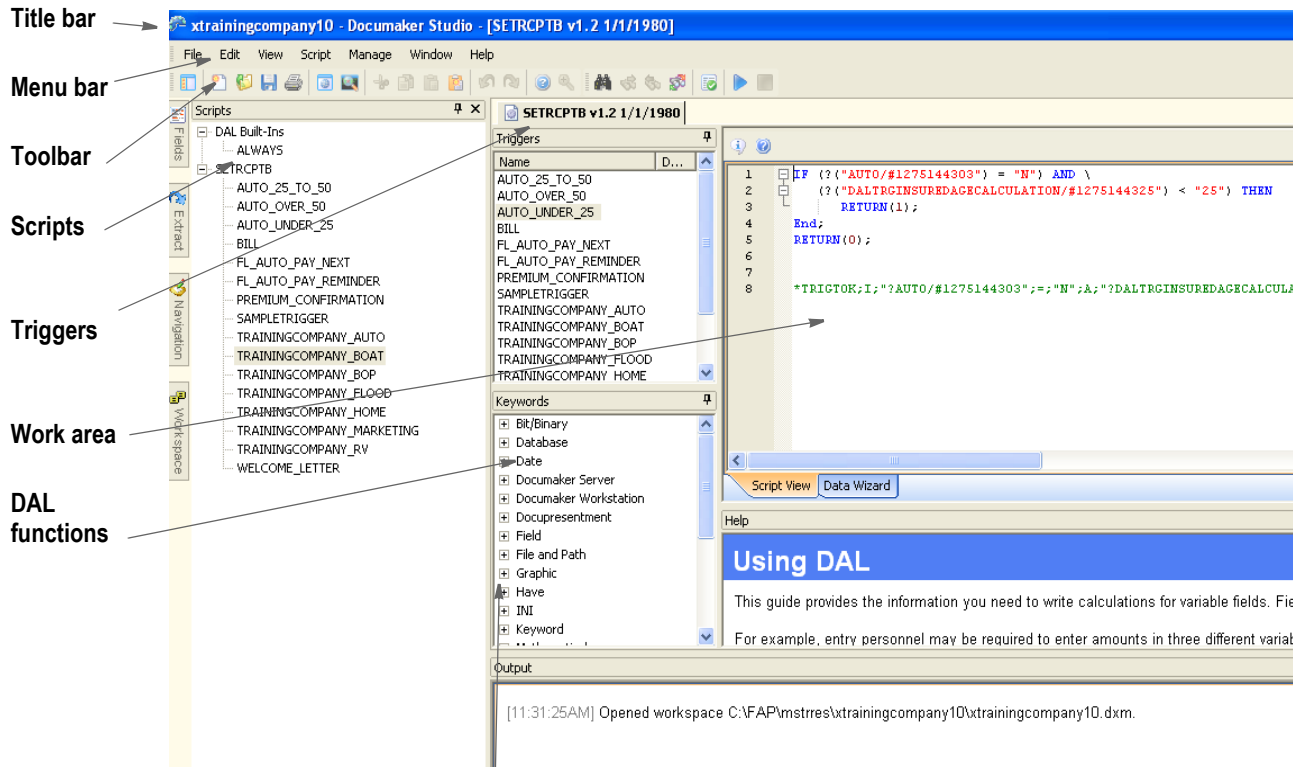 Title bar
Menu bar
Toolbar
Scripts
Triggers
Work area
DAL
functions
xtrainingcompany10 - Documaker Studio - [SETRCPTB v1.2 1/1/1980]
File Edit View Script Manage Window Help
Fields
Extract
Navigation
Workspace
Scripts
DAL Built-Ins
ALWAYS
SETRCPTB
AUTO_25_TO_50
AUTO_OVER_50
AUTO_UNDER_25
BILL
FL_AUTO_PAY_NEXT
FL_AUTO_PAY_REMINDER
PREMIUM_CONFIRMATION
SAMPLETRIGGER
TRAININGCOMPANY_AUTO
TRAININGCOMPANY_BOAT
TRAININGCOMPANY_BOP
TRAININGCOMPANY_FLOOD
TRAININGCOMPANY_HOME
TRAININGCOMPANY_MARKETING
TRAININGCOMPANY_RV
WELCOME_LETTER
SETRCPTB v1.2 1/1/1980
Triggers
Name D...
AUTO_25_TO_50
AUTO_OVER_50
AUTO_UNDER_25
BILL
FL_AUTO_PAY_NEXT
FL_AUTO_PAY_REMINDER
PREMIUM_CONFIRMATION
SAMPLETRIGGER
TRAININGCOMPANY_AUTO
TRAININGCOMPANY_BOAT
TRAININGCOMPANY_BOP
TRAININGCOMPANY_FLOOD
TRAININGCOMPANY_HOME
Keywords
Bit/Binary
Database
Date
Documaker Server
Documaker Workstation
Docupresentment
Field
File and Path
Graphic
Have
INI
Keyword
1 IF (?("AUTO/#1275144303") = "N") AND \
2 (?("DALTRGINSUREDAGECALCULATION/#1275144325") < "25") THEN
3 RETURN(1);
4 End;
5 RETURN(0);
6
7
8 *TRIGTOK;I;"?AUTO/#1275144303";=;"N";A;"?DALTRGINSUREDAGECALCULA
Script View Data Wizard
Help
Using DAL
This guide provides the information you need to write calculations for variable fields. Fie
For example, entry personnel may be required to enter amounts in three different variab
Output
[11:31:25AM] Opened workspace C:\FAP\mstrres\xtrainingcompany10\xtrainingcompany10.dxm.